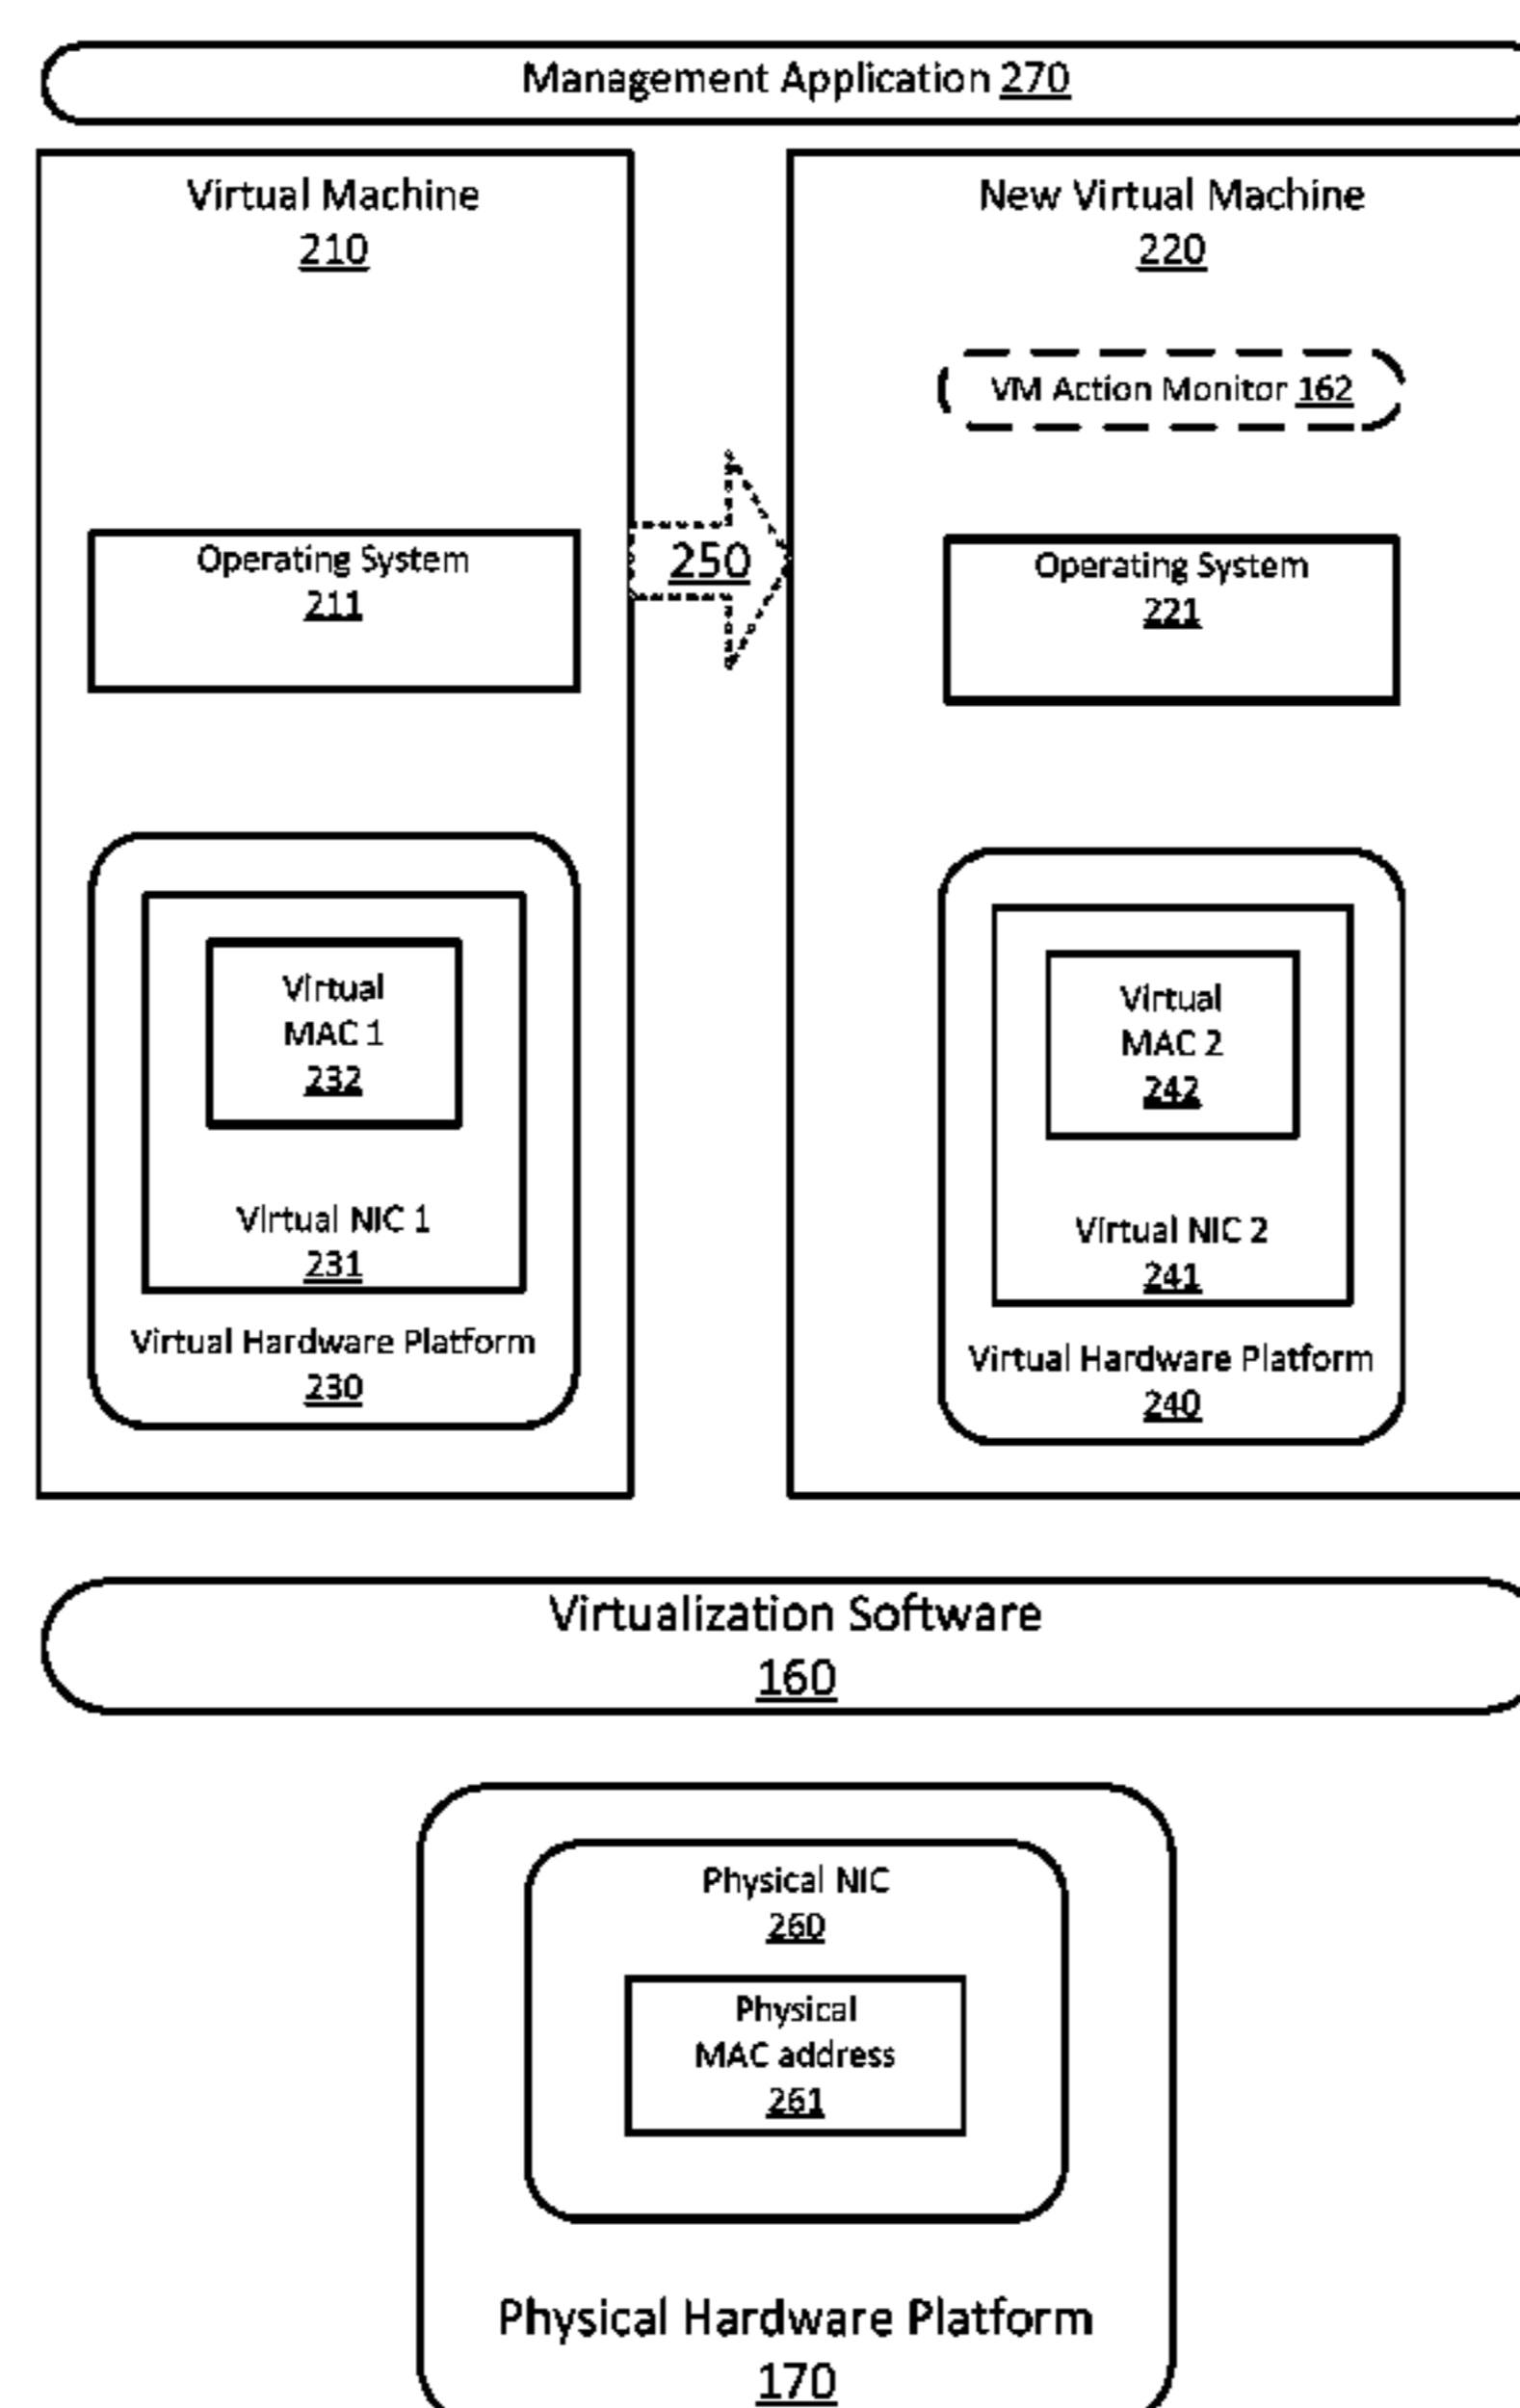 Management Application 270
Virtual Machine
210
New Virtual Machine
220
VM Action Monitor 162
Operating System
211
250
Operating System
221
Virtual
MAC 1
232
Virtual NIC 1
231
Virtual Hardware Platform
230
Virtual
MAC 2
242
Virtual NIC 2
241
Virtual Hardware Platform
240
Virtualization Software
160
Physical NIC
260
Physical
MAC address
261
Physical Hardware Platform
170